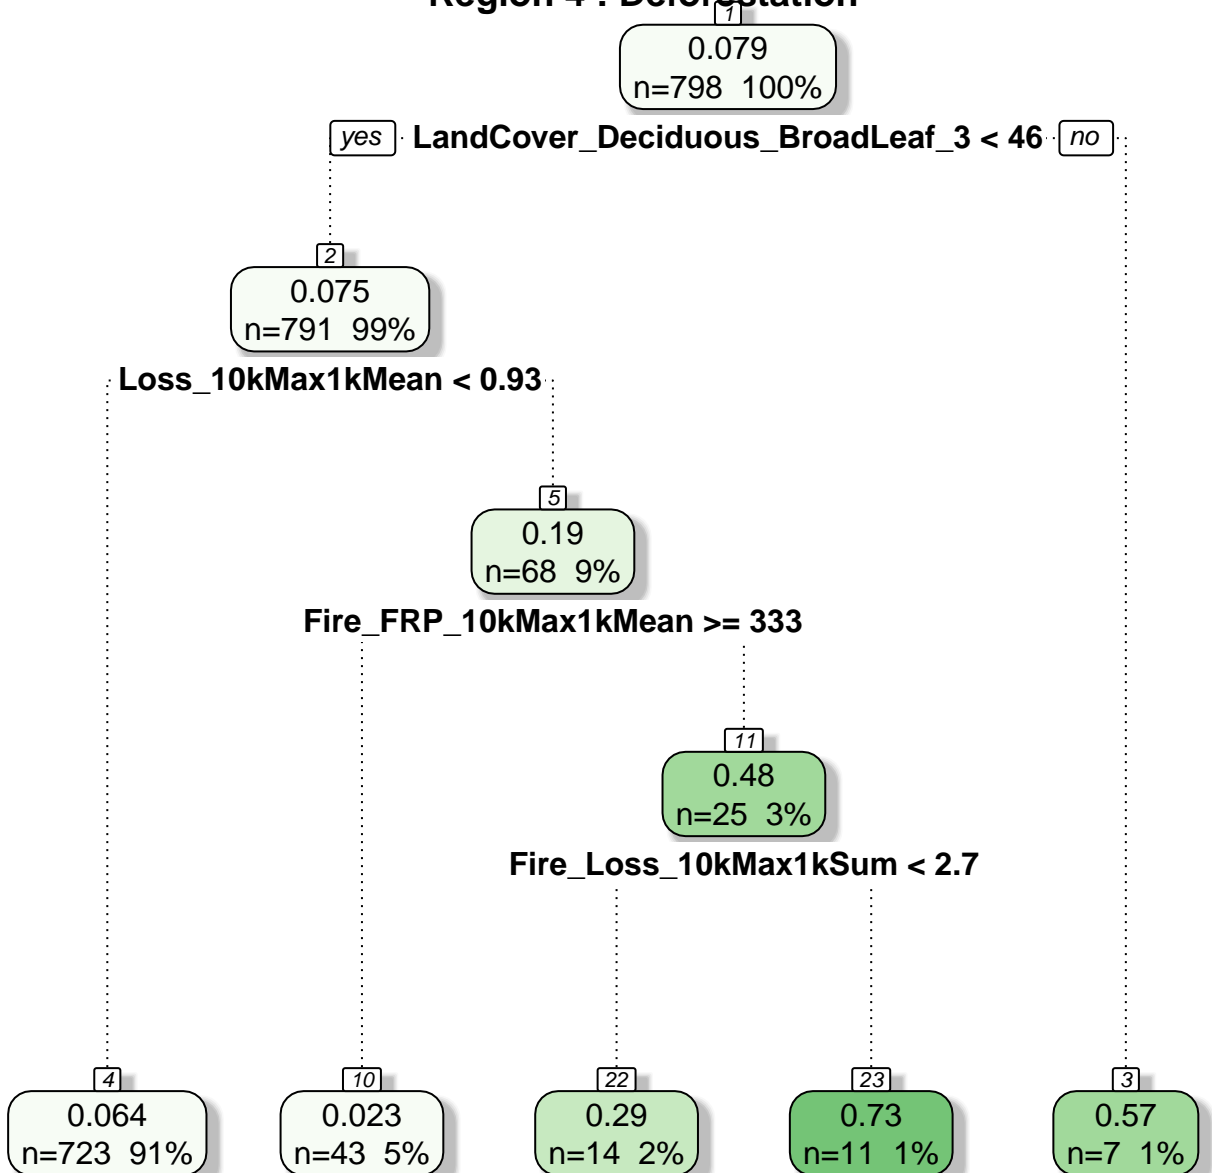 Region 4 : Deforestation
1
0.079
n=798 100%
yes LandCover_Deciduous_BroadLeaf_3 < 46 no
2
0.075
n=791 99%
Loss_10kMax1kMean < 0.93
5
0.19
n=68 9%
Fire_FRP_10kMax1kMean >= 333
11
0.48
n=25 3%
Fire_Loss_10kMax1kSum < 2.7
4 10 22 23 3
0.064 0.023 0.29 0.73 0.57
n=723 91% n=43 5% n=14 2% n=11 1% n=7 1%